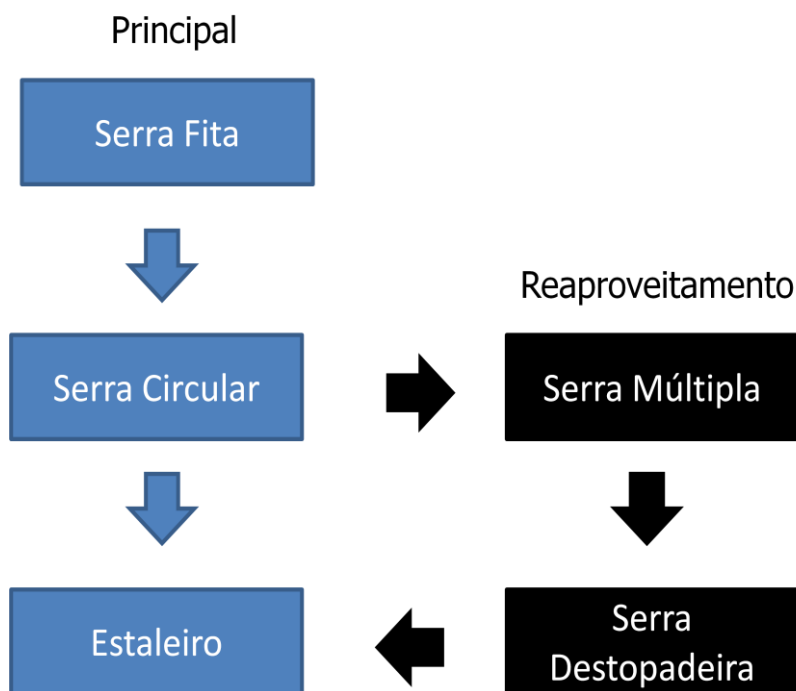 Principal
Serra Fita
Reaproveitamento
Serra Circular
Serra Múltipla
Estaleiro
Serra
Destopadeira